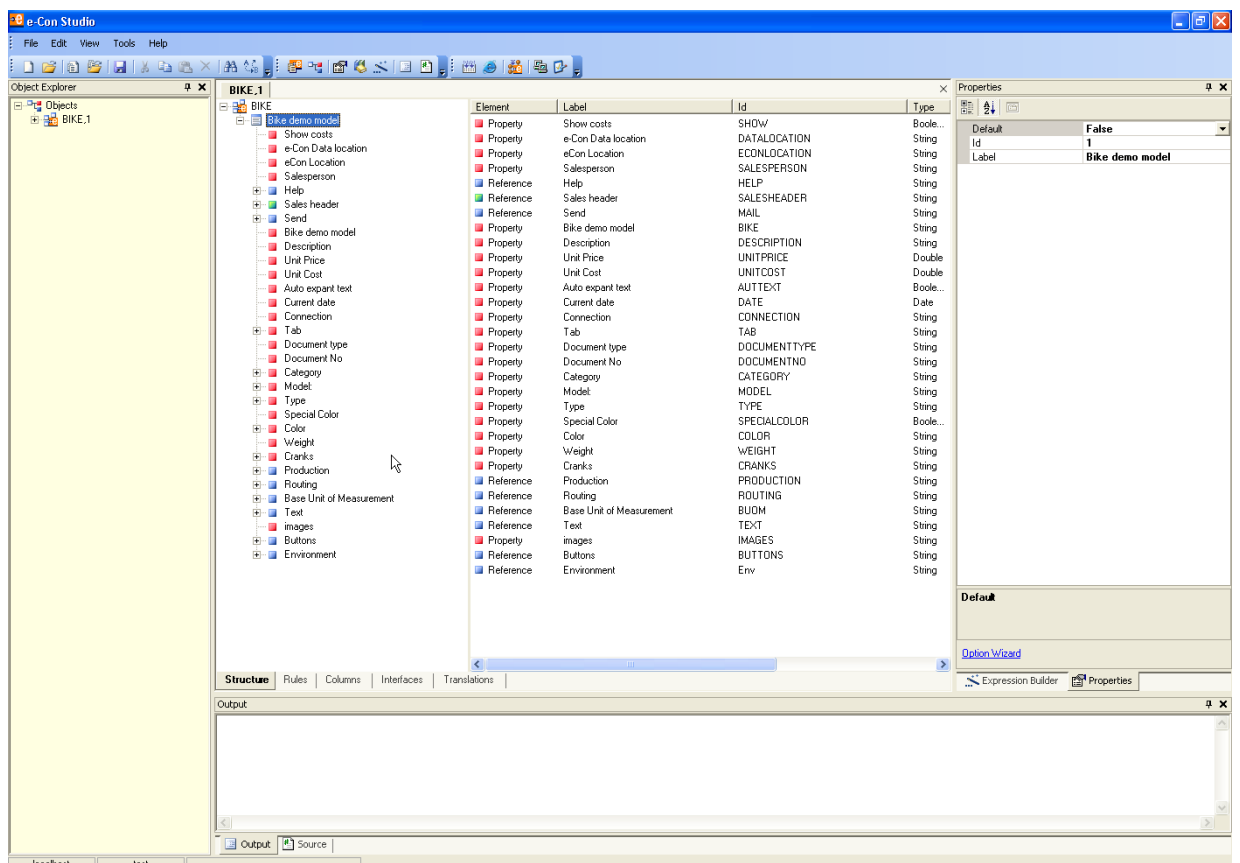 e-Con Studio
File Edit View Tools Help
Object Explorer
Objects
BIKE,1
BIKE,1
BIKE
Bike demo model
Show costs
e-Con Data location
eCon Location
Salesperson
Help
Sales header
Send
Bike demo model
Description
Unit Price
Unit Cost
Auto expant text
Current date
Connection
Tab
Document type
Document No
Category
Model:
Type
Special Color
Color
Weight
Cranks
Production
Routing
Base Unit of Measurement
Text
images
Buttons
Environment
Element Label Id Type
Property Show costs SHOW Boole...
Property e-Con Data location DATALOCATION String
Property eCon Location ECONLOCATION String
Property Salesperson SALESPERSON String
Reference Help HELP String
Reference Sales header SALESHEADER String
Reference Send MAIL String
Property Bike demo model BIKE String
Property Description DESCRIPTION String
Property Unit Price UNITPRICE Double
Property Unit Cost UNITCOST Double
Property Auto expant text AUTTEXT Boole...
Property Current date DATE Date
Property Connection CONNECTION String
Property Tab TAB String
Property Document type DOCUMENTTYPE String
Property Document No DOCUMENTNO String
Property Category CATEGORY String
Property Model: MODEL String
Property Type TYPE String
Property Special Color SPECIALCOLOR Boole...
Property Color COLOR String
Property Weight WEIGHT String
Property Cranks CRANKS String
Reference Production PRODUCTION String
Reference Routing ROUTING String
Reference Base Unit of Measurement BUOM String
Reference Text TEXT String
Property images IMAGES String
Reference Buttons BUTTONS String
Reference Environment Env String
Structure Rules Columns Interfaces Translations
Properties
Default False
Id 1
Label Bike demo model
Default
Option Wizard
Expression Builder Properties
Output
Output Source
localhost test